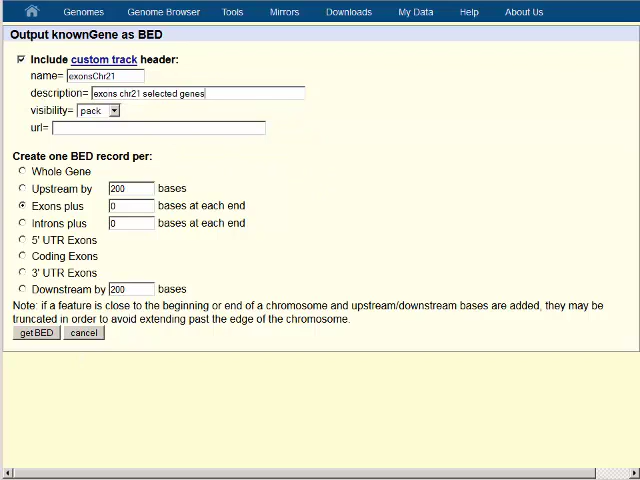 Genomes Genome Browser Tools Mirrors Downloads My Data Help About Us
Output knownGene as BED
Include custom track header:
name= exonsChr21
description= exons chr21 selected genes
visibility= pack
url=
Create one BED record per:
Whole Gene
Upstream by 200 bases
Exons plus 0 bases at each end
Introns plus 0 bases at each end
5' UTR Exons
Coding Exons
3' UTR Exons
Downstream by 200 bases
Note: if a feature is close to the beginning or end of a chromosome and upstream/downstream bases are added, they may be
truncated in order to avoid extending past the edge of the chromosome.
get BED cancel